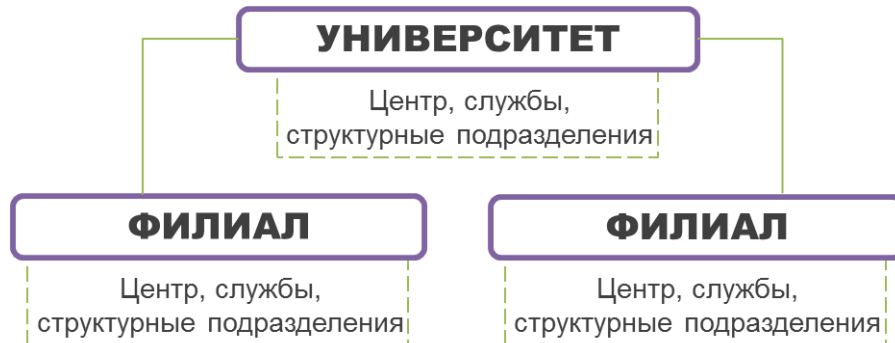 УНИВЕРСИТЕТ
Центр, службы,
структурные подразделения
ФИЛИАЛ
Центр, службы,
структурные подразделения
ФИЛИАЛ
Центр, службы,
структурные подразделения